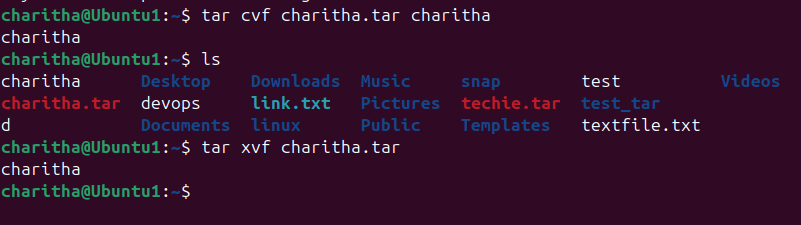 charitha@Ubuntu1:~$ tar cvf charitha.tar charitha
charitha
charitha@Ubuntu1:~$ ls
charitha Desktop Downloads Music snap test Videos
charitha.tar devops link.txt Pictures techie.tar test_tar
d Documents linux Public Templates textfile.txt
charitha@Ubuntu1:~$ tar xvf charitha.tar
charitha
charitha@Ubuntu1:~$